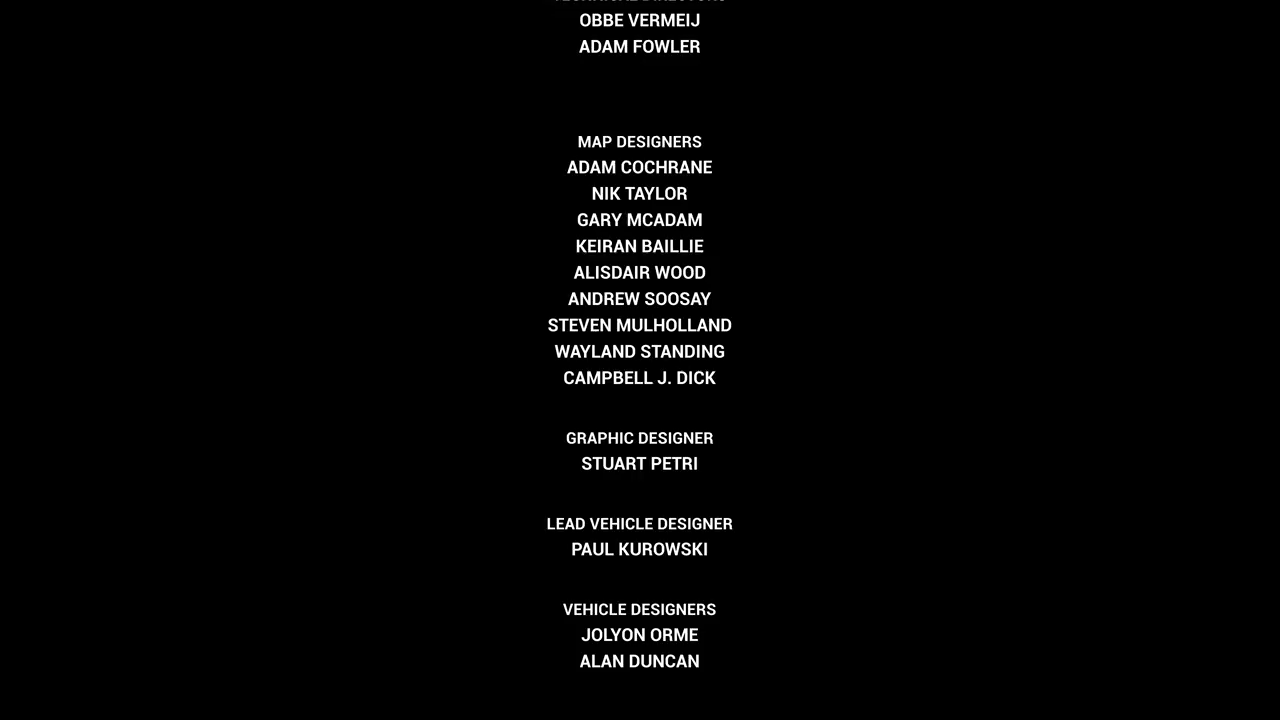 TECHNICAL DIRECTORS
OBBE VERMEIJ
ADAM FOWLER
MAP DESIGNERS
ADAM COCHRANE
NIK TAYLOR
GARY MCADAM
KEIRAN BAILLIE
ALISDAIR WOOD
ANDREW SOOSAY
STEVEN MULHOLLAND
WAYLAND STANDING
CAMPBELL J. DICK
GRAPHIC DESIGNER
STUART PETRI
LEAD VEHICLE DESIGNER
PAUL KUROWSKI
VEHICLE DESIGNERS
JOLYON ORME
ALAN DUNCAN